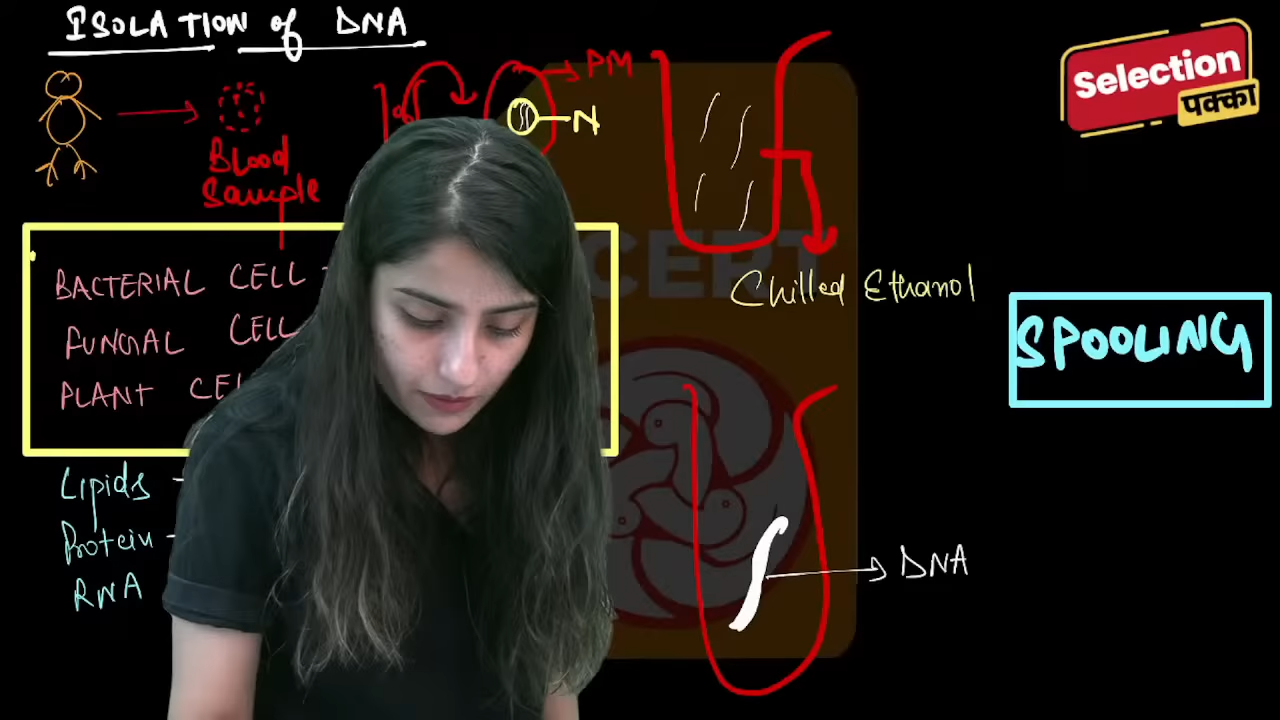 ISOLATION of DNA
PM
N
Blood
Sample
BACTERIAL CELL
FUNGAL CELL
PLANT
Lipids
Protein
RNA
CERT
Chilled Ethanol
SPOOLING
DNA
Selection
पक्का